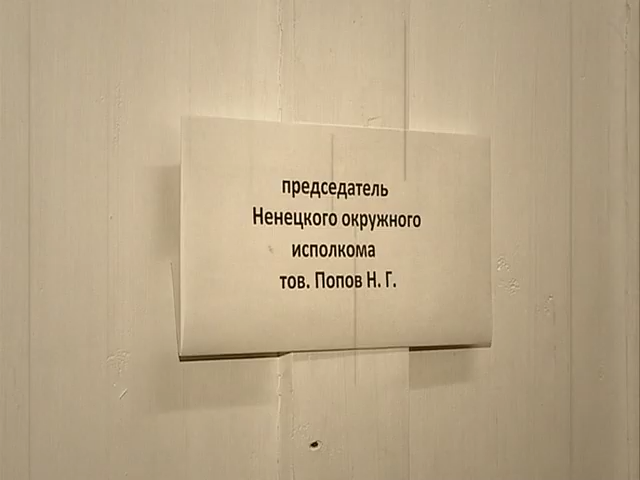 председатель
Ненецкого окружного
исполкома
тов. Попов Н. Г.